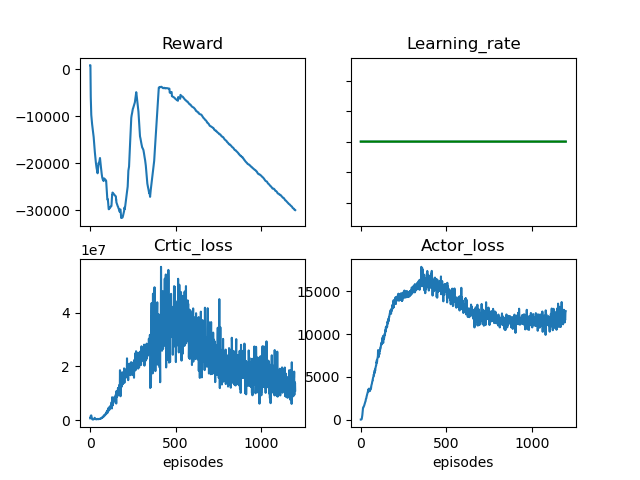 Reward
Learning_rate
0
−10000
−20000
−30000
1e7
Crtic_loss
Actor_loss
4
2
0
15000
10000
5000
0
0 500 1000
0 500 1000
episodes
episodes